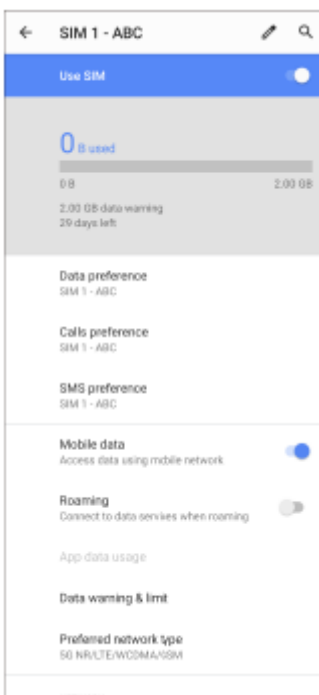 SIM 1 - ABC
Use SIM
0 B used
0 B 2.00 GB
2.00 GB data warning
29 days left
Data preference
SIM 1 - ABC
Calls preference
SIM 1 - ABC
SMS preference
SIM 1 - ABC
Mobile data
Access data using mobile network
Roaming
Connect to data services when roaming
App data usage
Data warning & limit
Preferred network type
5G NR/LTE/WCDMA/GSM